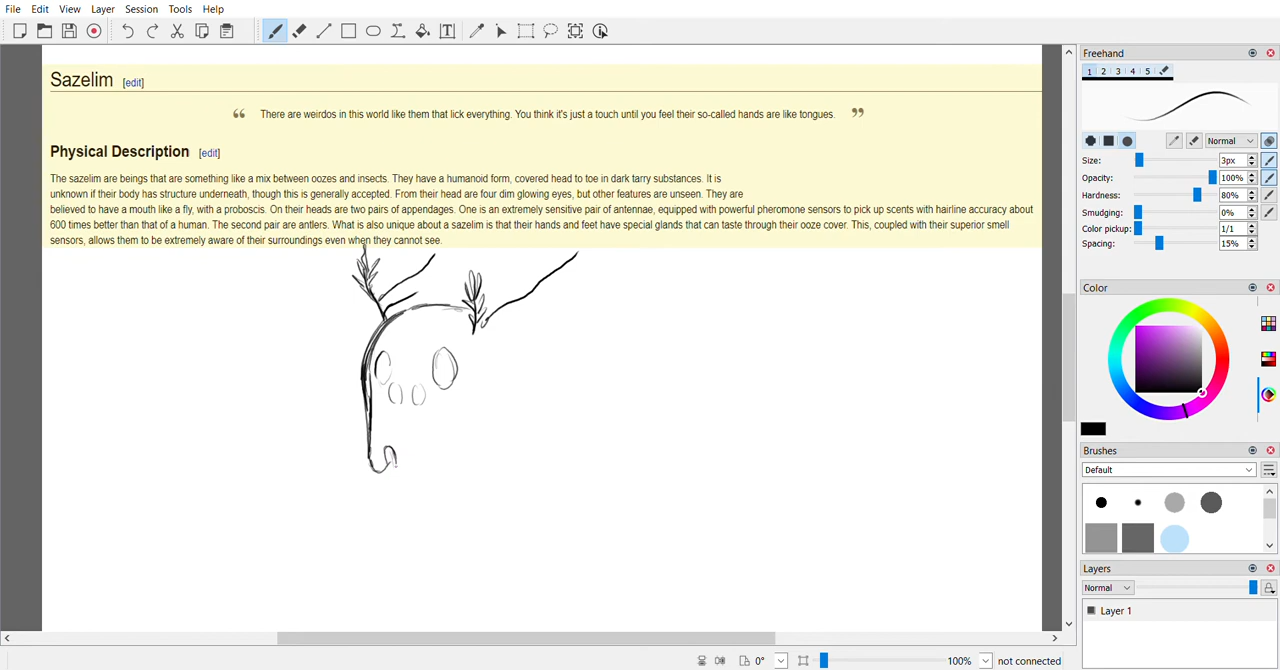 File Edit View Layer Session Tools Help
Freehand
1 2 3 4 5
Sazelim [edit]
“ There are weirdos in this world like them that lick everything. You think it's just a touch until you feel their so-called hands are like tongues. ”
Physical Description [edit]
The sazelim are beings that are something like a mix between oozes and insects. They have a humanoid form, covered head to toe in dark tarry substances. It is
unknown if their body has structure underneath, though this is generally accepted. From their head are four dim glowing eyes, but other features are unseen. They are
believed to have a mouth like a fly, with a proboscis. On their heads are two pairs of appendages. One is an extremely sensitive pair of antennae, equipped with powerful pheromone sensors to pick up scents with hairline accuracy about
600 times better than that of a human. The second pair are antlers. What is also unique about a sazelim is that their hands and feet have special glands that can taste through their ooze cover. This, coupled with their superior smell
sensors, allows them to be extremely aware of their surroundings even when they cannot see.
Normal
Size: 3px
Opacity: 100%
Hardness: 80%
Smudging: 0%
Color pickup: 1/1
Spacing: 15%
Color
Brushes
Default
Layers
Normal
Layer 1
0° 100% not connected